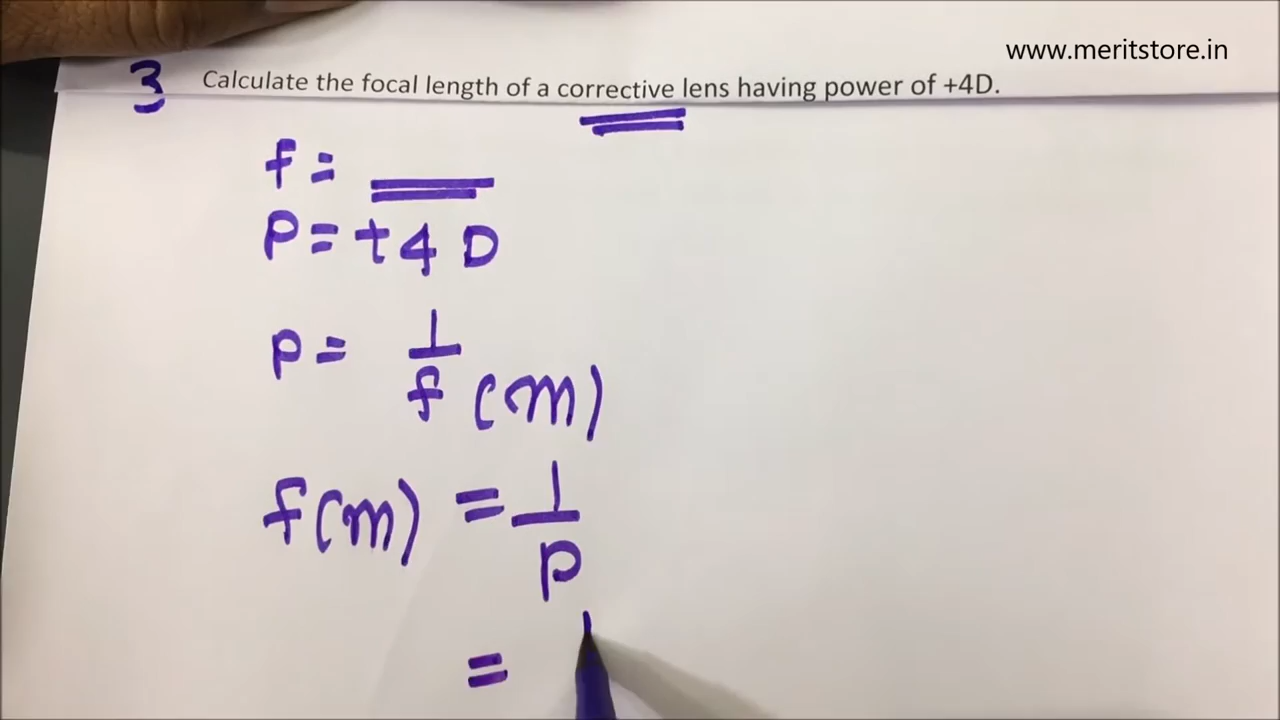 www.meritstore.in
3 Calculate the focal length of a corrective lens having power of +4D.
f =
P = +4 D
P = 1/f (m)
f(m) = 1/P
=